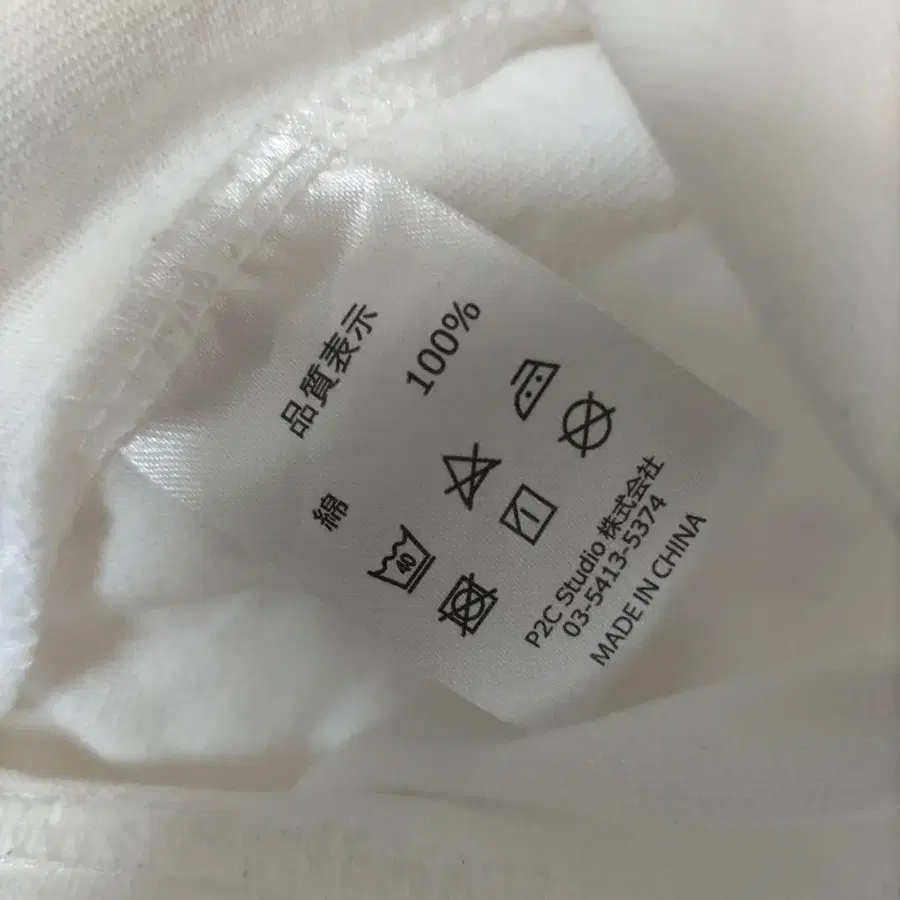 品質表示
綿 100%
40
P2C Studio 株式会社
03-5413-5374
MADE IN CHINA